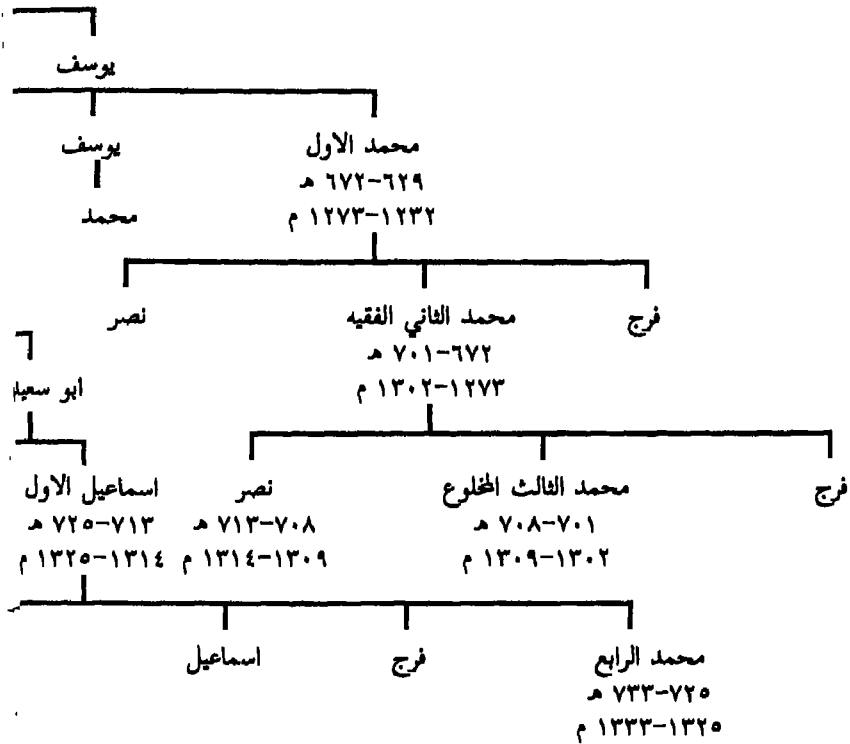 يوسف
محمد الاول
٦٢٩–٦٧٢ هـ
١٢٣٢–١٢٧٣ م
يوسف
محمد
فرج
محمد الثاني الفقيه
٦٧٢–٧٠١ هـ
١٢٧٣–١٣٠٢ م
نصر
ابو سعيد
فرج
محمد الثالث المخلوع
٧٠١–٧٠٨ هـ
١٣٠٢–١٣٠٩ م
نصر
٧٠٨–٧١٣ هـ
١٣٠٩–١٣١٤ م
اسماعيل الاول
٧١٣–٧٢٥ هـ
١٣١٤–١٣٢٥ م
محمد الرابع
٧٢٥–٧٣٣ هـ
١٣٢٥–١٣٣٣ م
فرج
اسماعيل